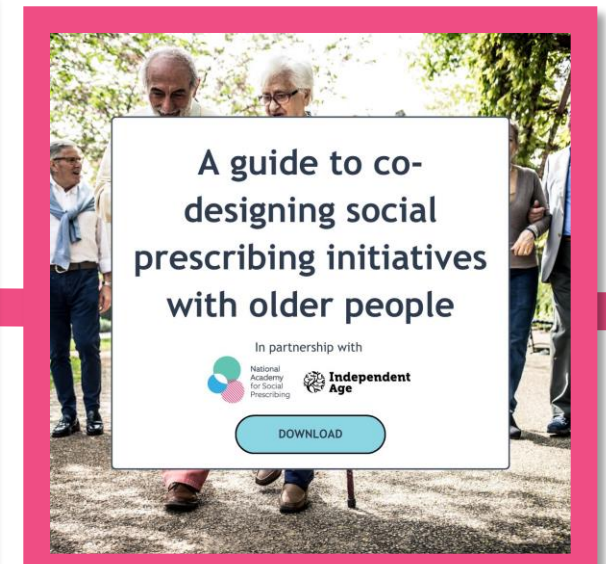 A guide to co-
designing social
prescribing initiatives
with older people
In partnership with
National
Academy
for Social
Prescribing
Independent
Age
DOWNLOAD